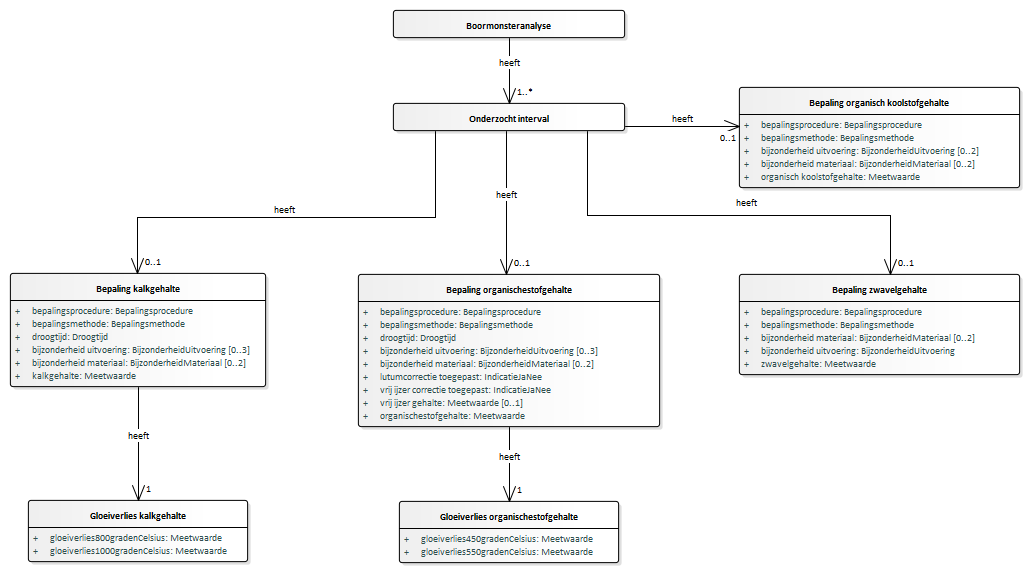 Boormonsteranalyse
heeft
1..*
Onderzocht interval
heeft
0..1
Bepaling organisch koolstofgehalte
+ bepalingsprocedure: Bepalingsprocedure
+ bepalingsmethode: Bepalingsmethode
+ bijzonderheid uitvoering: BijzonderheidUitvoering [0..2]
+ bijzonderheid materiaal: BijzonderheidMateriaal [0..2]
+ organisch koolstofgehalte: Meetwaarde
heeft
0..1
heeft
0..1
heeft
0..1
Bepaling kalkgehalte
+ bepalingsprocedure: Bepalingsprocedure
+ bepalingsmethode: Bepalingsmethode
+ droogtijd: Droogtijd
+ bijzonderheid uitvoering: BijzonderheidUitvoering [0..3]
+ bijzonderheid materiaal: BijzonderheidMateriaal [0..2]
+ kalkgehalte: Meetwaarde
Bepaling organischestofgehalte
+ bepalingsprocedure: Bepalingsprocedure
+ bepalingsmethode: Bepalingsmethode
+ droogtijd: Droogtijd
+ bijzonderheid uitvoering: BijzonderheidUitvoering [0..3]
+ bijzonderheid materiaal: BijzonderheidMateriaal [0..2]
+ lutumcorrectie toegepast: IndicatieJaNee
+ vrij ijzer correctie toegepast: IndicatieJaNee
+ vrij ijzer gehalte: Meetwaarde [0..1]
+ organischestofgehalte: Meetwaarde
Bepaling zwavelgehalte
+ bepalingsprocedure: Bepalingsprocedure
+ bepalingsmethode: Bepalingsmethode
+ bijzonderheid materiaal: BijzonderheidMateriaal [0..2]
+ bijzonderheid uitvoering: BijzonderheidUitvoering
+ zwavelgehalte: Meetwaarde
heeft
1
heeft
1
Gloeiverlies kalkgehalte
+ gloeiverlies800gradenCelsius: Meetwaarde
+ gloeiverlies1000gradenCelsius: Meetwaarde
Gloeiverlies organischestofgehalte
+ gloeiverlies450gradenCelsius: Meetwaarde
+ gloeiverlies550gradenCelsius: Meetwaarde